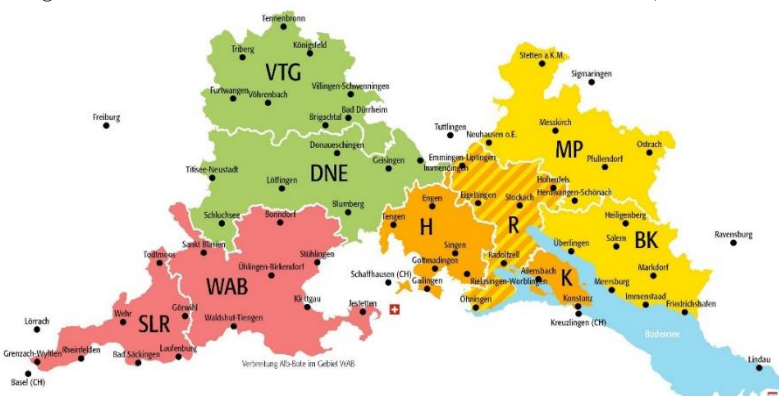 Tennenbronn
Triberg
Königsfeld
VTG
Furtwangen
Vöhrenbach
Villingen-Schwenningen
Bad Dürrheim
Brigachtal
Freiburg
Donaueschingen
Titisee-Neustadt
Löffingen
DNE
Geisingen
Immendingen
Blumberg
Schluchsee
Bonndorf
Stetten a.K.M.
Sigmaringen
Tuttlingen
Neuhausen o.E.
Messkirch
MP
Ostrach
Pfullendorf
Emmingen-Liptingen
Hohenfels
Herdwangen-Schönach
Eigeltingen
Stockach
R
Engen
Tengen
H
Singen
Gottmadingen
Gailingen
Rielasingen-Worblingen
Radolfzell
Öhningen
Schaffhausen (CH)
Heiligenberg
BK
Überlingen
Salem
Ravensburg
Markdorf
Meersburg
Immenstaad
Friedrichshafen
Allensbach
K
Konstanz
Kreuzlingen (CH)
Bodensee
Lindau
Sankt Blasien
Todtmoos
Stühlingen
Ühlingen-Birkendorf
WAB
Klettgau
Jestetten
Wehr
Görwihl
Waldshut-Tiengen
SLR
Lörrach
Grenzach-Wyhlen
Rheinfelden
Bad Säckingen
Laufenburg
Basel (CH)
Verbreitung Alb-Bote im Gebiet WAB